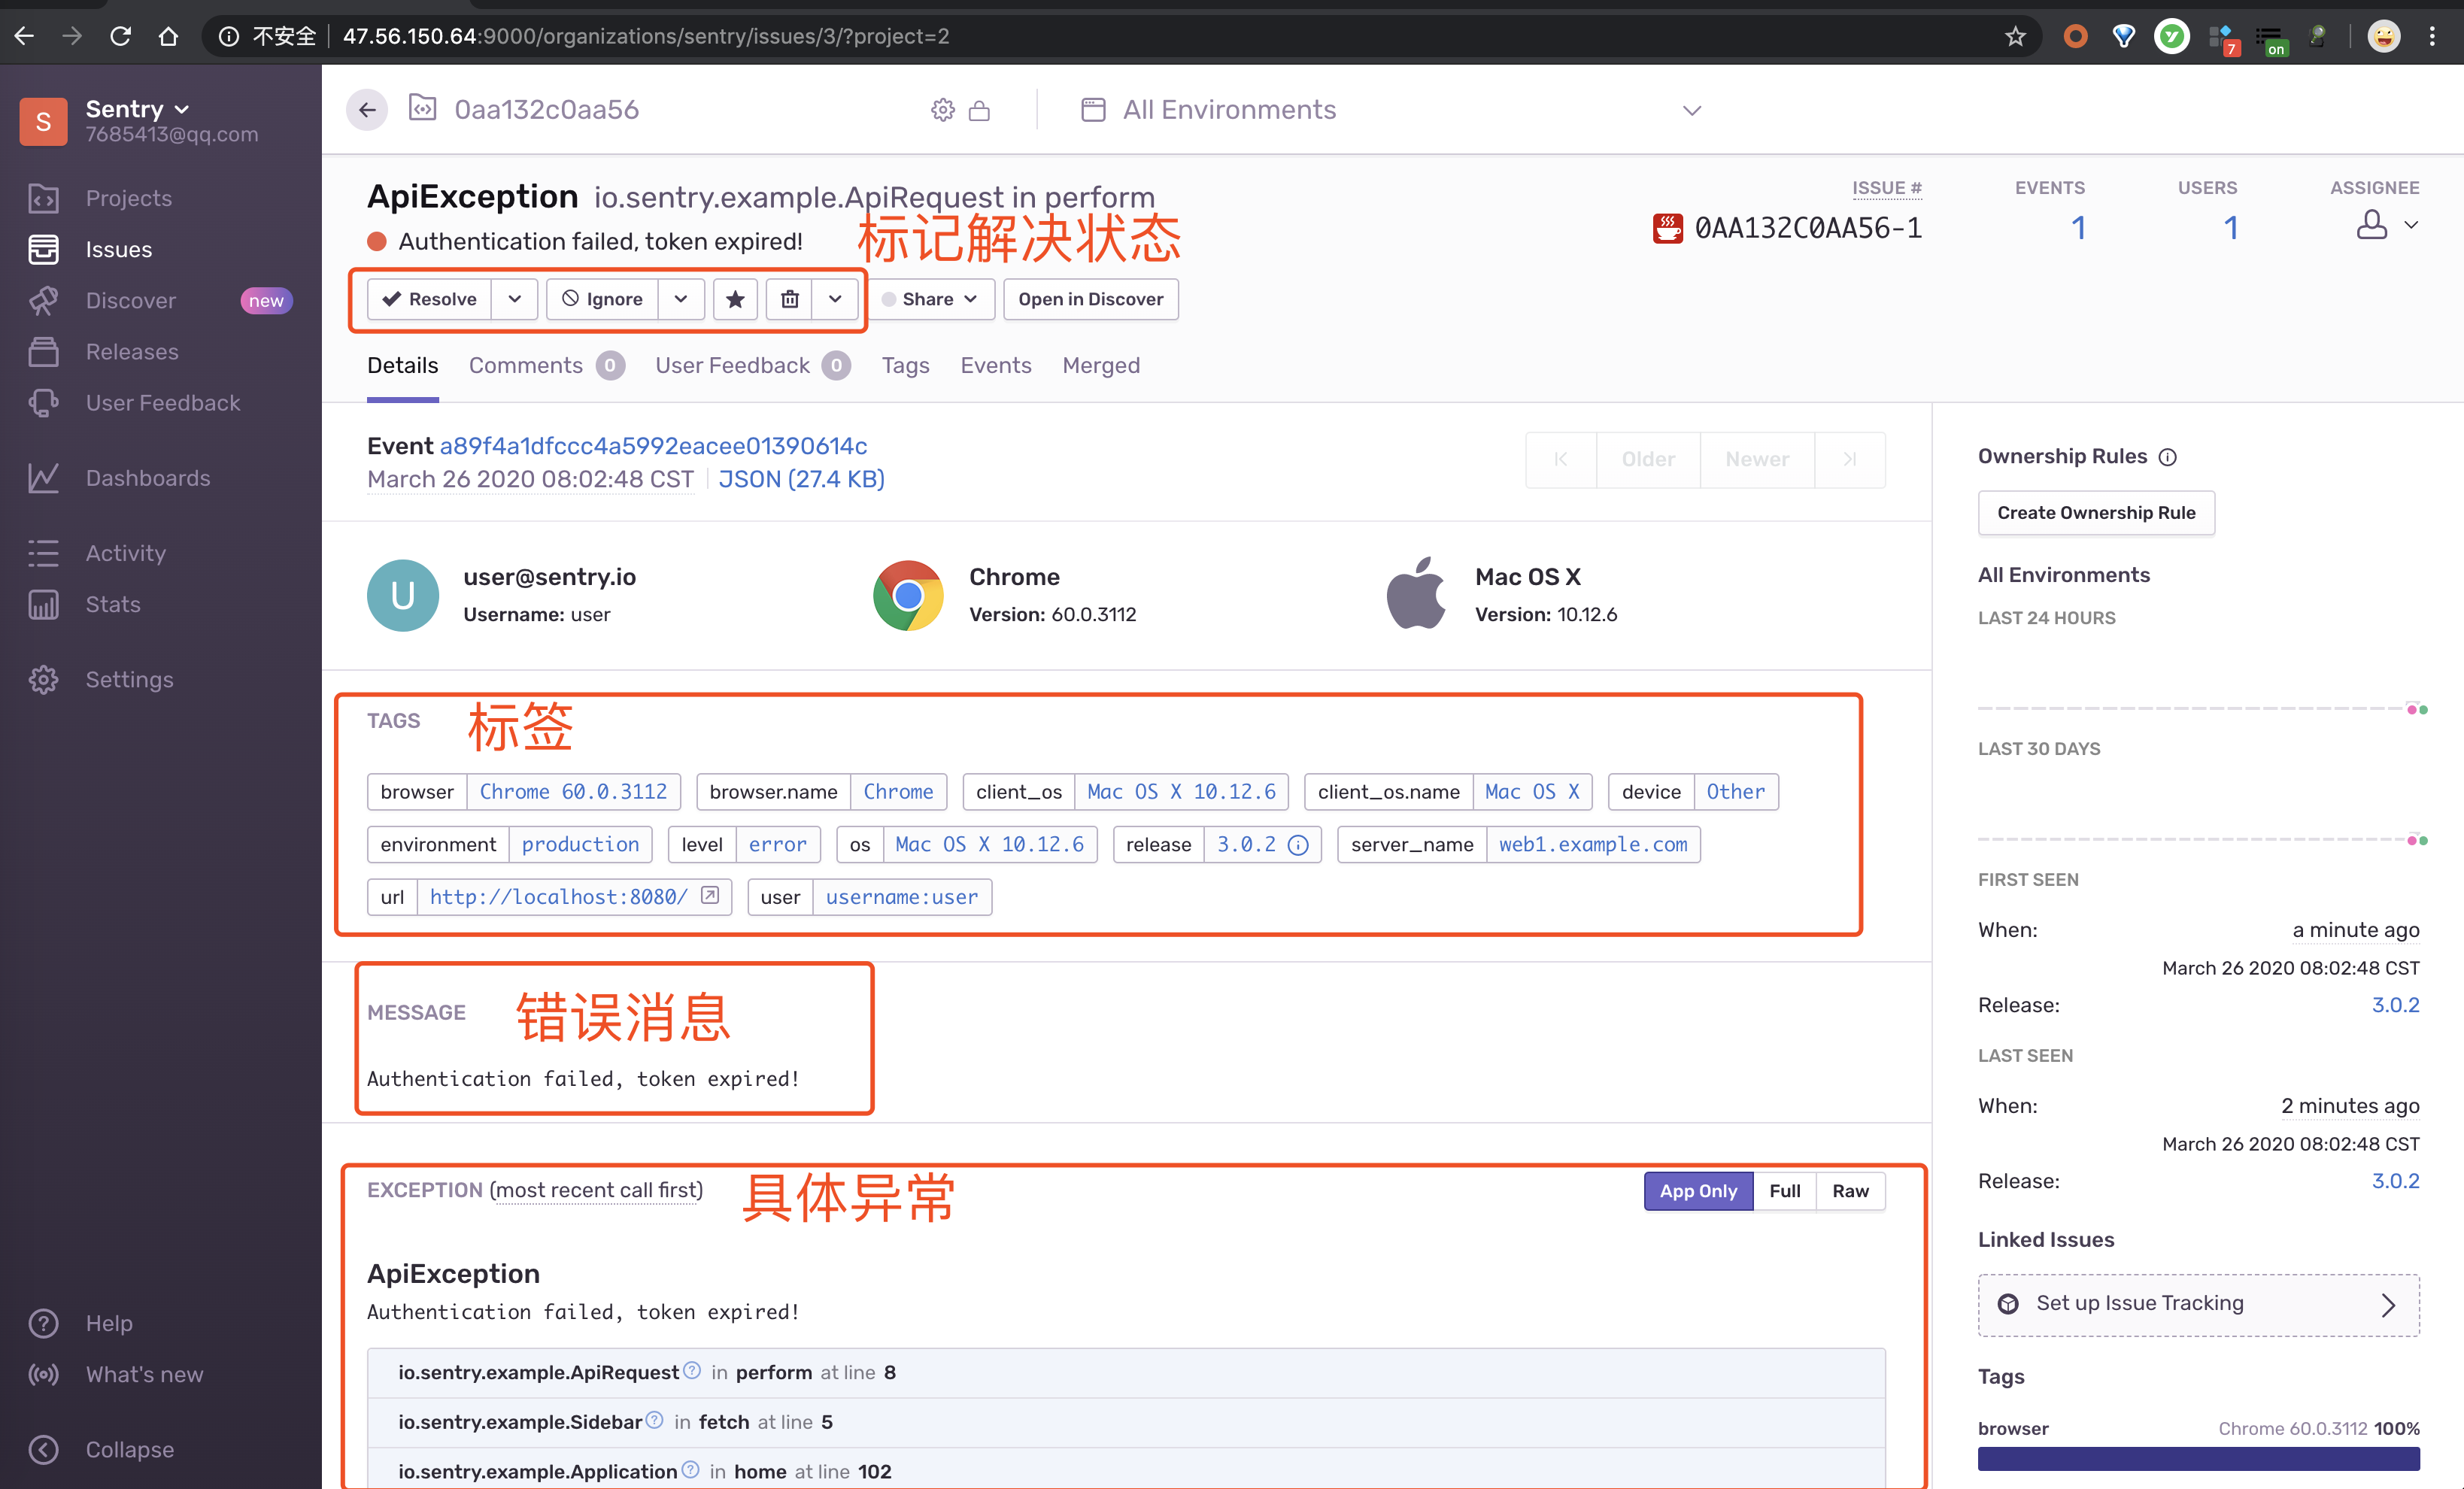 不安全 47.56.150.64:9000/organizations/sentry/issues/3/?project=2
7
on
S
Sentry
7685413@qq.com
Projects
Issues
Discover new
Releases
User Feedback
Dashboards
Activity
Stats
Settings
Help
What's new
Collapse
0aa132c0aa56
All Environments
ApiException io.sentry.example.ApiRequest in perform
Authentication failed, token expired!
标记解决状态
ISSUE # EVENTS USERS ASSIGNEE
0AA132C0AA56-1 1 1
Resolve Ignore Share Open in Discover
Details Comments 0 User Feedback 0 Tags Events Merged
Event a89f4a1dfccc4a5992eacee01390614c
March 26 2020 08:02:48 CST JSON (27.4 KB)
Older Newer
U
user@sentry.io
Username: user
Chrome
Version: 60.0.3112
Mac OS X
Version: 10.12.6
TAGS 标签
browser Chrome 60.0.3112 browser.name Chrome client_os Mac OS X 10.12.6 client_os.name Mac OS X device Other
environment production level error os Mac OS X 10.12.6 release 3.0.2 server_name web1.example.com
url http://localhost:8080/ user username:user
MESSAGE 错误消息
Authentication failed, token expired!
EXCEPTION (most recent call first) 具体异常
App Only Full Raw
ApiException
Authentication failed, token expired!
io.sentry.example.ApiRequest in perform at line 8
io.sentry.example.Sidebar in fetch at line 5
io.sentry.example.Application in home at line 102
Ownership Rules
Create Ownership Rule
All Environments
LAST 24 HOURS
LAST 30 DAYS
FIRST SEEN
When: a minute ago
March 26 2020 08:02:48 CST
Release: 3.0.2
LAST SEEN
When: 2 minutes ago
March 26 2020 08:02:48 CST
Release: 3.0.2
Linked Issues
Set up Issue Tracking
Tags
browser Chrome 60.0.3112 100%